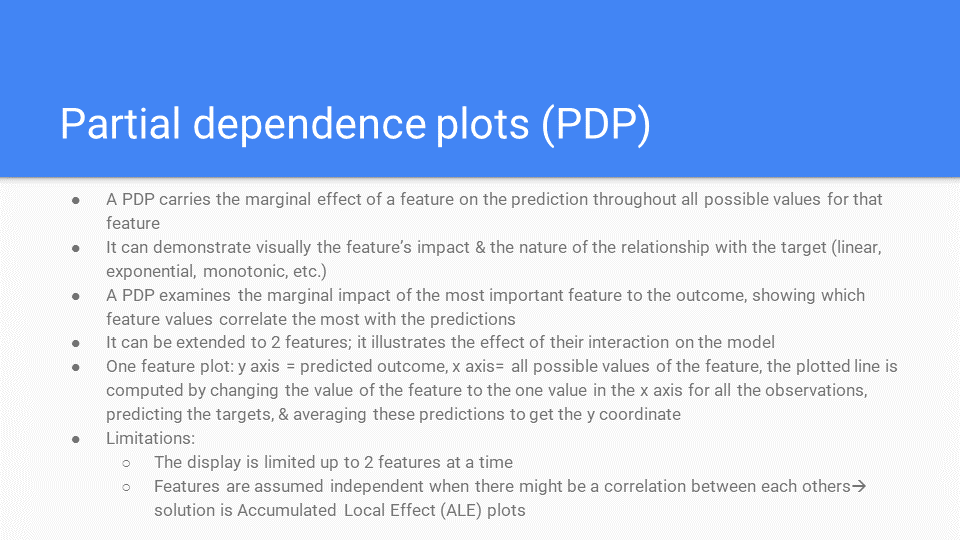 Partial dependence plots (PDP)
● A PDP carries the marginal effect of a feature on the prediction throughout all possible values for that
feature
● It can demonstrate visually the feature's impact & the nature of the relationship with the target (linear,
exponential, monotonic, etc.)
● A PDP examines the marginal impact of the most important feature to the outcome, showing which
feature values correlate the most with the predictions
● It can be extended to 2 features; it illustrates the effect of their interaction on the model
● One feature plot: y axis = predicted outcome, x axis= all possible values of the feature, the plotted line is
computed by changing the value of the feature to the one value in the x axis for all the observations,
predicting the targets, & averaging these predictions to get the y coordinate
● Limitations:
○ The display is limited up to 2 features at a time
○ Features are assumed independent when there might be a correlation between each others→
solution is Accumulated Local Effect (ALE) plots